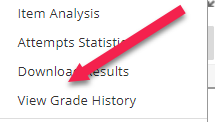 Item Analysis
Attempts Statistics
Download Results
View Grade History